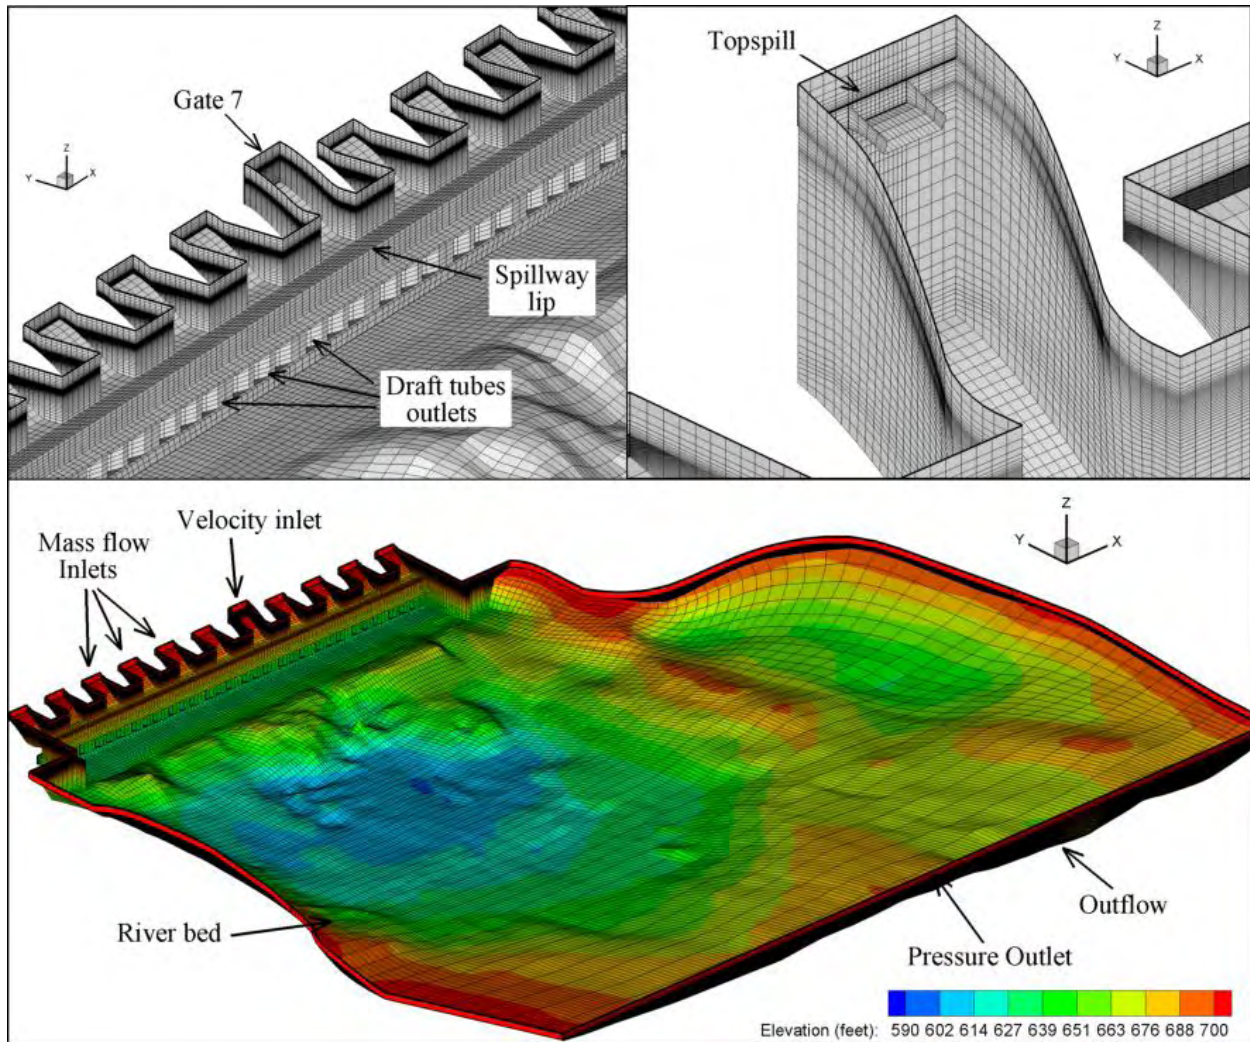 Gate 7
Z
Y
X
Spillway
lip
Draft tubes
outlets
Topspill
Z
Y
X
Velocity inlet
Mass flow
Inlets
Z
Y
X
River bed
Outflow
Pressure Outlet
Elevation (feet): 590 602 614 627 639 651 663 676 688 700